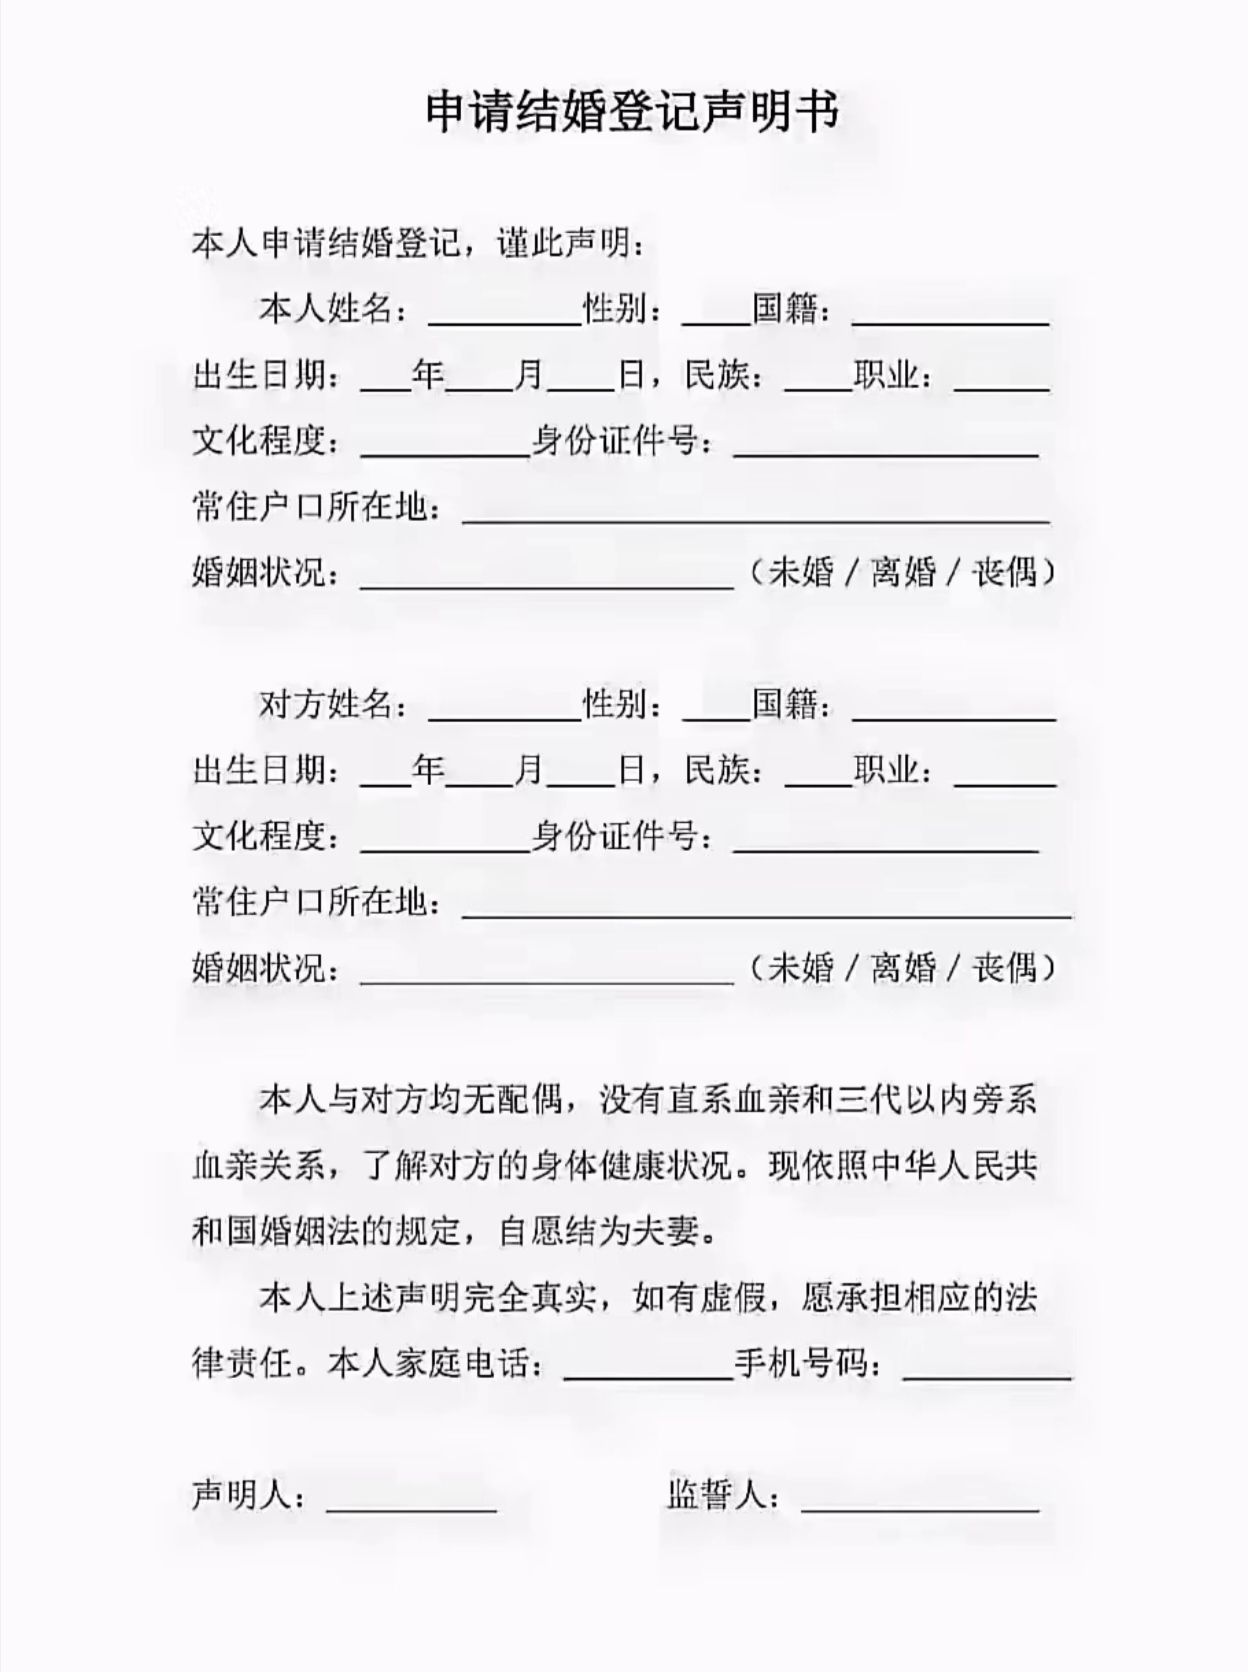 申请结婚登记声明书
本人申请结婚登记，谨此声明：
本人姓名：_________性别：____国籍：____________
出生日期：___年____月____日，民族：____职业：______
文化程度：__________身份证件号：__________________
常住户口所在地：___________________________________
婚姻状况：______________________（未婚／离婚／丧偶）
对方姓名：_________性别：____国籍：____________
出生日期：___年____月____日，民族：____职业：______
文化程度：__________身份证件号：__________________
常住户口所在地：____________________________________
婚姻状况：______________________（未婚／离婚／丧偶）
本人与对方均无配偶，没有直系血亲和三代以内旁系
血亲关系，了解对方的身体健康状况。现依照中华人民共
和国婚姻法的规定，自愿结为夫妻。
本人上述声明完全真实，如有虚假，愿承担相应的法
律责任。本人家庭电话：__________手机号码：__________
声明人：__________ 监誓人：______________